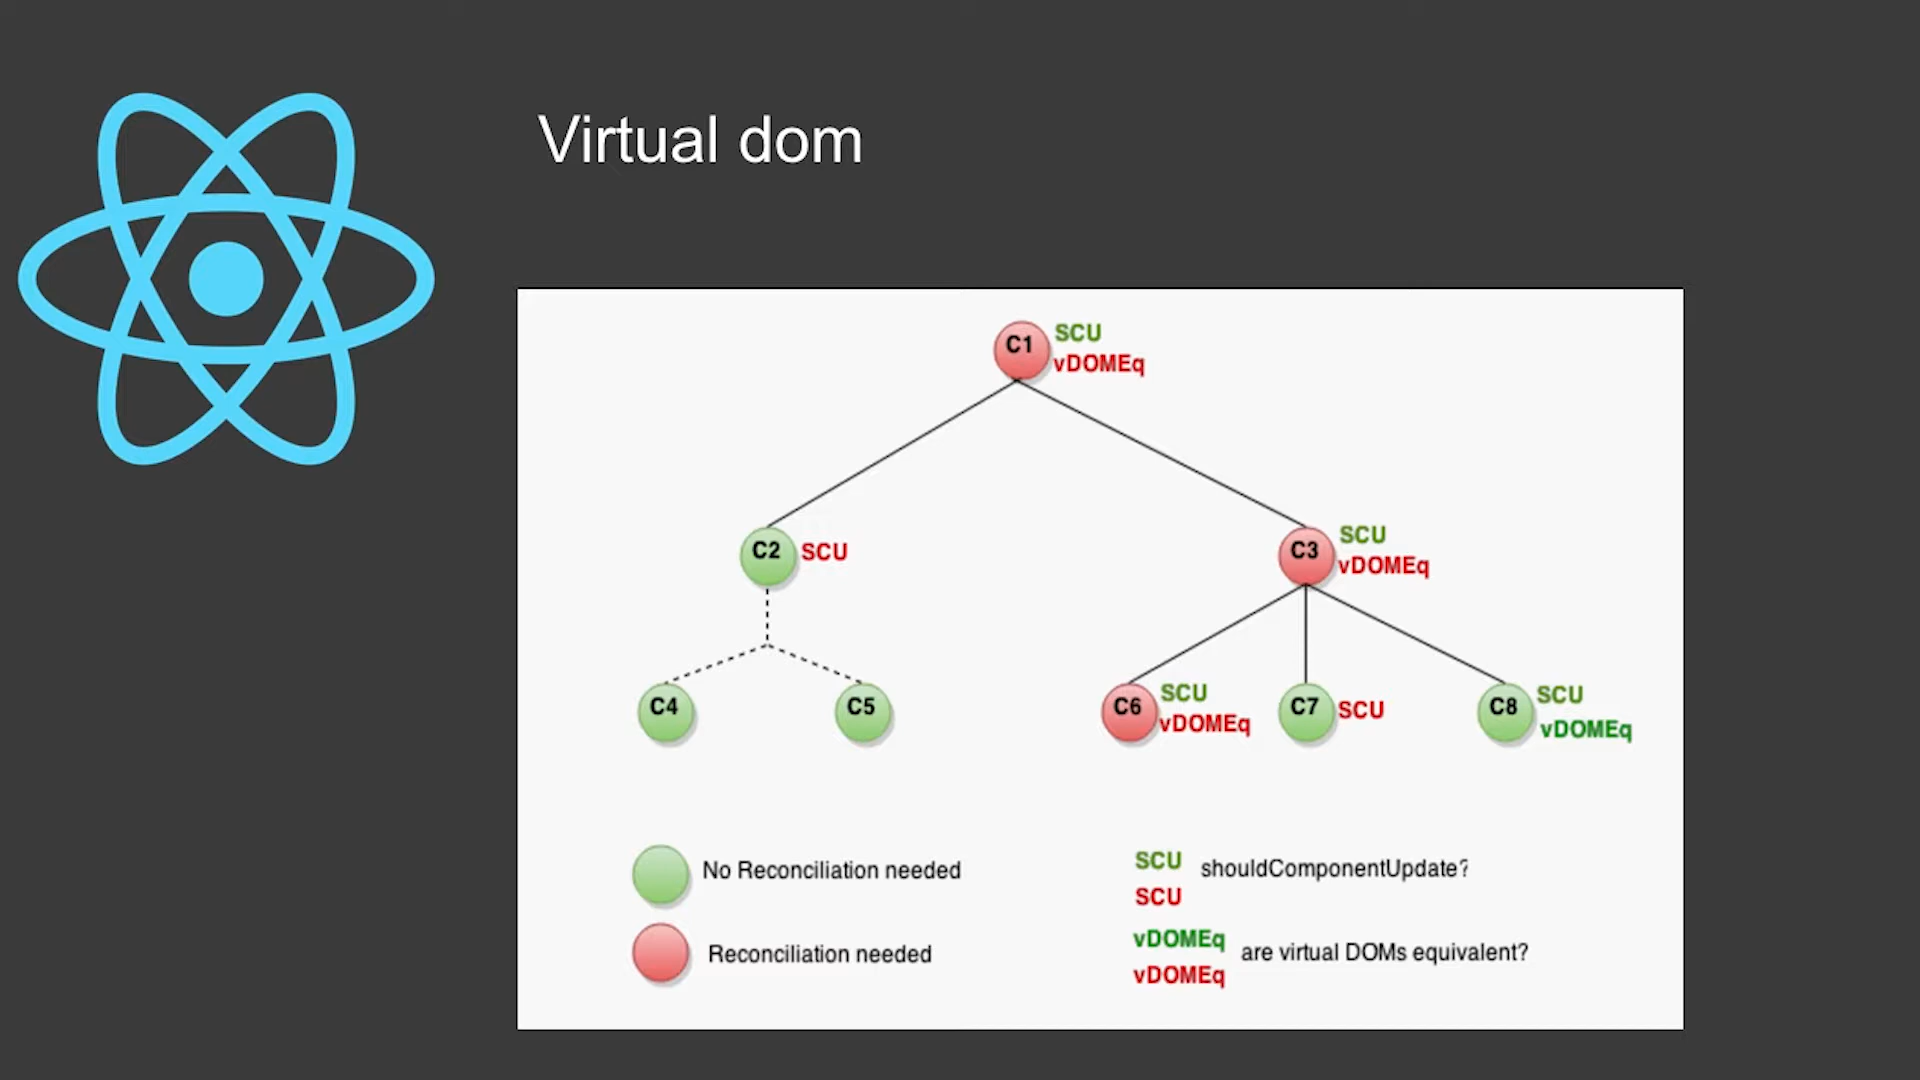 Virtual dom
C1 SCU
vDOMEq
C2 SCU
C3 SCU
vDOMEq
C4
C5
C6 SCU
vDOMEq
C7 SCU
C8 SCU
vDOMEq
No Reconciliation needed
Reconciliation needed
SCU shouldComponentUpdate?
SCU
vDOMEq are virtual DOMs equivalent?
vDOMEq